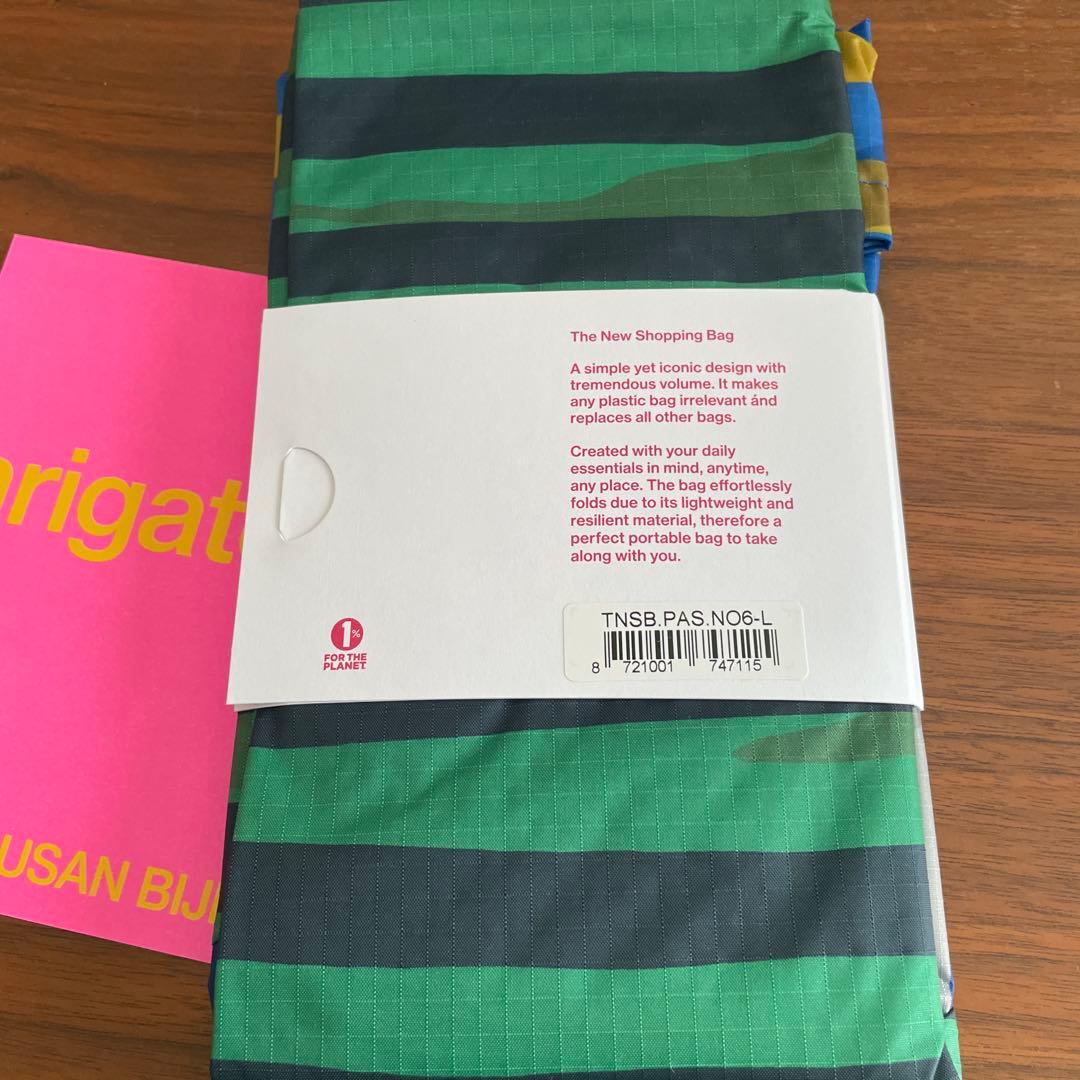 The New Shopping Bag
A simple yet iconic design with
tremendous volume. It makes
any plastic bag irrelevant ánd
replaces all other bags.
Created with your daily
essentials in mind, anytime,
any place. The bag effortlessly
folds due to its lightweight and
resilient material, therefore a
perfect portable bag to take
along with you.
1%
FOR THE
PLANET
TNSB.PAS.NO6-L
8 721001 747115
rigat
USAN BIJ